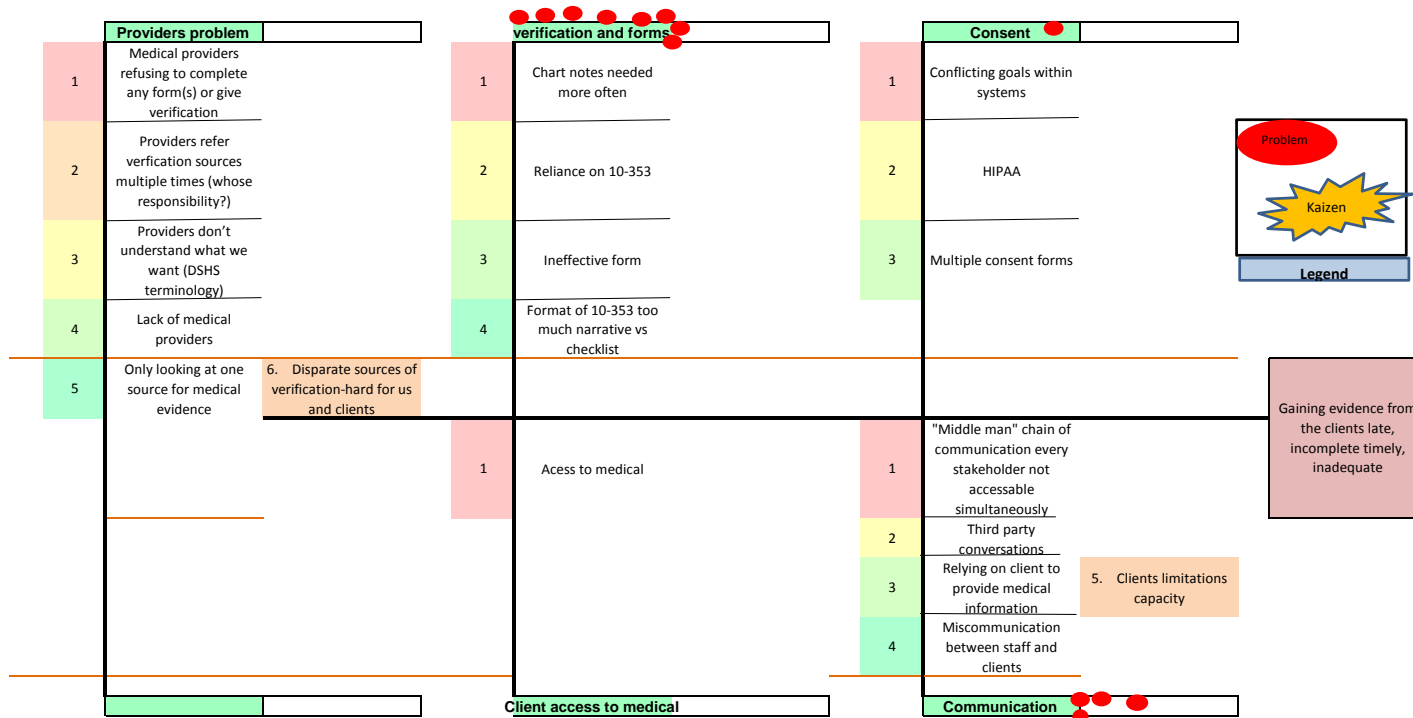 Providers problem
verification and forms
Consent
1
Medical providers
refusing to complete
any form(s) or give
verification
2
Providers refer
verfication sources
multiple times (whose
responsibility?)
3
Providers don't
understand what we
want (DSHS
terminology)
4
Lack of medical
providers
5
Only looking at one
source for medical
evidence
6. Disparate sources of
verification-hard for us
and clients
1
Chart notes needed
more often
2
Reliance on 10-353
3
Ineffective form
4
Format of 10-353 too
much narrative vs
checklist
1
Conflicting goals within
systems
2
HIPAA
3
Multiple consent forms
Problem
Kaizen
Legend
Gaining evidence from
the clients late,
incomplete timely,
inadequate
1
Acess to medical
1
"Middle man" chain of
communication every
stakeholder not
accessable
simultaneously
2
Third party
conversations
3
Relying on client to
provide medical
information
5. Clients limitations
capacity
4
Miscommunication
between staff and
clients
Client access to medical
Communication